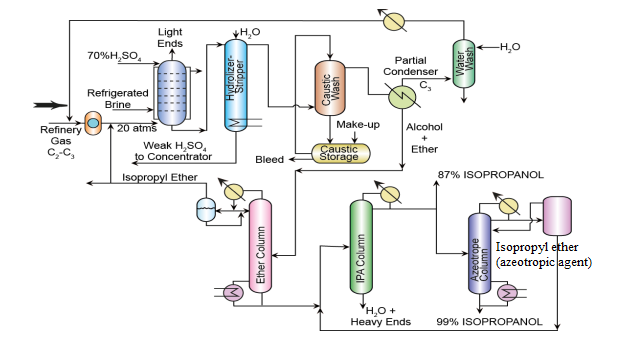 Light
Ends
H₂O
70%H₂SO₄
Hydrolizer-
Stripper
Refrigerated
Brine
20 atms
Refinery
Gas
C₂-C₃
Weak H₂SO₄
to Concentrator
Caustic
Wash
Partial
Condenser
C₃
Water
Wash
H₂O
Make-up
Alcohol
+
Ether
Caustic
Storage
Bleed
Isopropyl Ether
87% ISOPROPANOL
Ether Column
IPA Column
Azeotrope
Column
Isopropyl ether
(azeotropic agent)
H₂O +
Heavy Ends
99% ISOPROPANOL